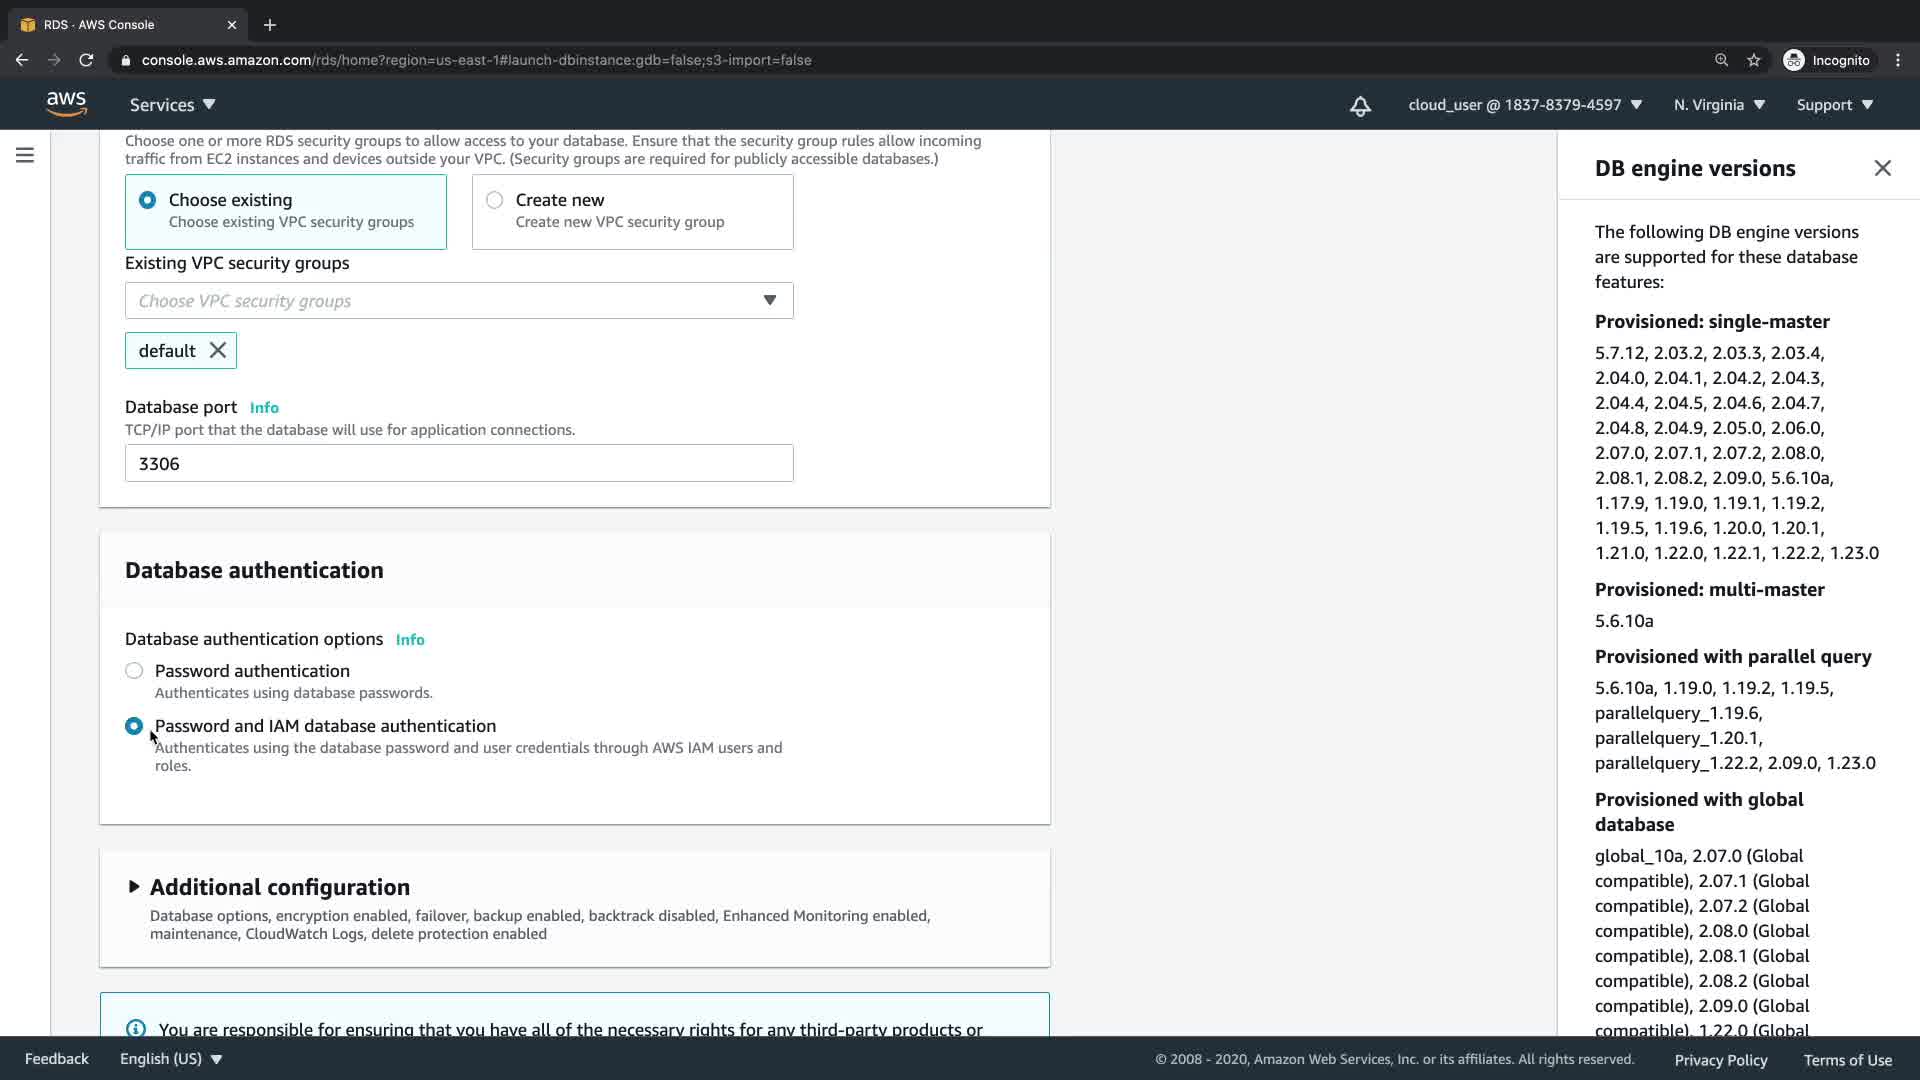 RDS · AWS Console
console.aws.amazon.com/rds/home?region=us-east-1#launch-dbinstance:gdb=false;s3-import=false
Incognito
aws
Services
cloud_user @ 1837-8379-4597
N. Virginia
Support
Choose one or more RDS security groups to allow access to your database. Ensure that the security group rules allow incoming
traffic from EC2 instances and devices outside your VPC. (Security groups are required for publicly accessible databases.)
Choose existing
Choose existing VPC security groups
Create new
Create new VPC security group
Existing VPC security groups
Choose VPC security groups
default
Database port Info
TCP/IP port that the database will use for application connections.
3306
Database authentication
Database authentication options Info
Password authentication
Authenticates using database passwords.
Password and IAM database authentication
Authenticates using the database password and user credentials through AWS IAM users and
roles.
Additional configuration
Database options, encryption enabled, failover, backup enabled, backtrack disabled, Enhanced Monitoring enabled,
maintenance, CloudWatch Logs, delete protection enabled
You are responsible for ensuring that you have all of the necessary rights for any third-party products or
DB engine versions
The following DB engine versions
are supported for these database
features:
Provisioned: single-master
5.7.12, 2.03.2, 2.03.3, 2.03.4,
2.04.0, 2.04.1, 2.04.2, 2.04.3,
2.04.4, 2.04.5, 2.04.6, 2.04.7,
2.04.8, 2.04.9, 2.05.0, 2.06.0,
2.07.0, 2.07.1, 2.07.2, 2.08.0,
2.08.1, 2.08.2, 2.09.0, 5.6.10a,
1.17.9, 1.19.0, 1.19.1, 1.19.2,
1.19.5, 1.19.6, 1.20.0, 1.20.1,
1.21.0, 1.22.0, 1.22.1, 1.22.2, 1.23.0
Provisioned: multi-master
5.6.10a
Provisioned with parallel query
5.6.10a, 1.19.0, 1.19.2, 1.19.5,
parallelquery_1.19.6,
parallelquery_1.20.1,
parallelquery_1.22.2, 2.09.0, 1.23.0
Provisioned with global
database
global_10a, 2.07.0 (Global
compatible), 2.07.1 (Global
compatible), 2.07.2 (Global
compatible), 2.08.0 (Global
compatible), 2.08.1 (Global
compatible), 2.08.2 (Global
compatible), 2.09.0 (Global
compatible), 1.22.0 (Global
Feedback
English (US)
© 2008 - 2020, Amazon Web Services, Inc. or its affiliates. All rights reserved.
Privacy Policy
Terms of Use